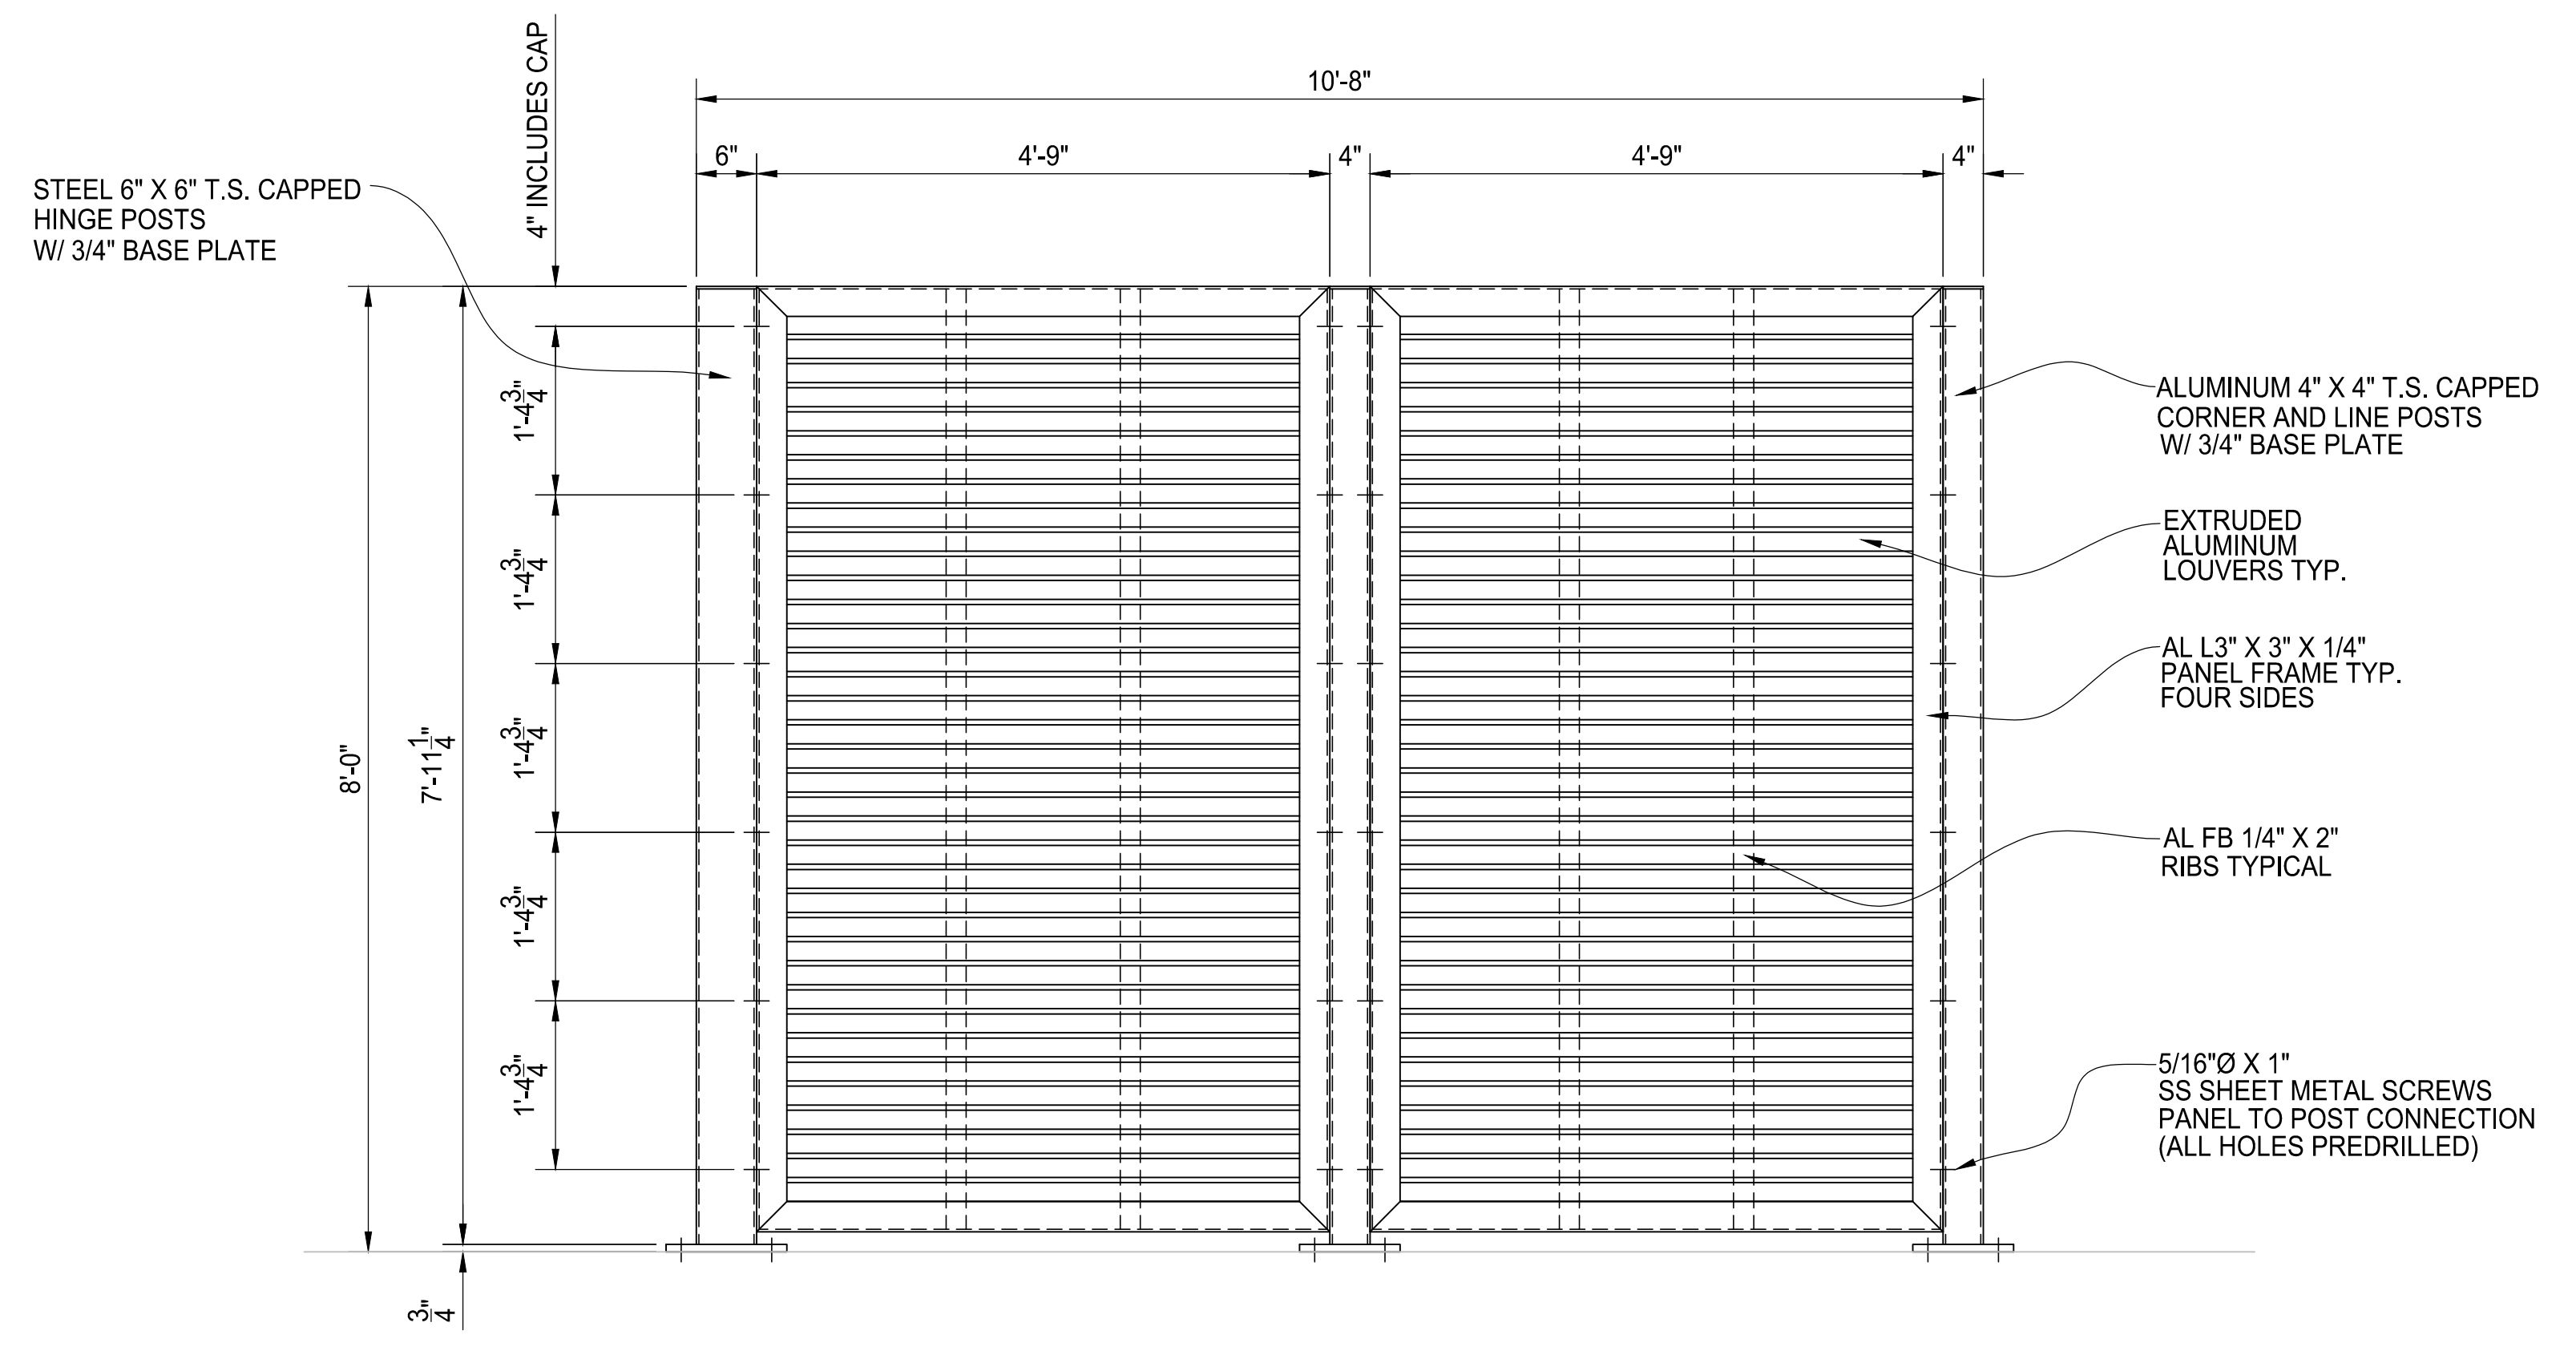 10'-8"
6"
4'-9"
4"
4'-9"
4"
4" INCLUDES CAP
STEEL 6" X 6" T.S. CAPPED
HINGE POSTS
W/ 3/4" BASE PLATE
8'-0"
7'-11 1/4"
3/4"
1'-4 3/4"
1'-4 3/4"
1'-4 3/4"
1'-4 3/4"
1'-4 3/4"
ALUMINUM 4" X 4" T.S. CAPPED
CORNER AND LINE POSTS
W/ 3/4" BASE PLATE
EXTRUDED
ALUMINUM
LOUVERS TYP.
AL L3" X 3" X 1/4"
PANEL FRAME TYP.
FOUR SIDES
AL FB 1/4" X 2"
RIBS TYPICAL
5/16"Ø X 1"
SS SHEET METAL SCREWS
PANEL TO POST CONNECTION
(ALL HOLES PREDRILLED)